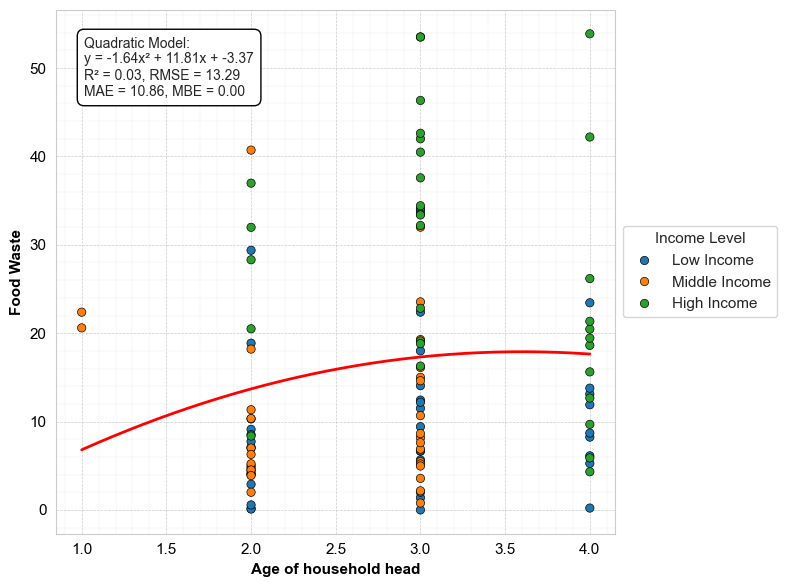 Quadratic Model:
y = -1.64x² + 11.81x + -3.37
R² = 0.03, RMSE = 13.29
MAE = 10.86, MBE = 0.00
50
40
30
20
10
0
Food Waste
1.0 1.5 2.0 2.5 3.0 3.5 4.0
Age of household head
Income Level
Low Income
Middle Income
High Income